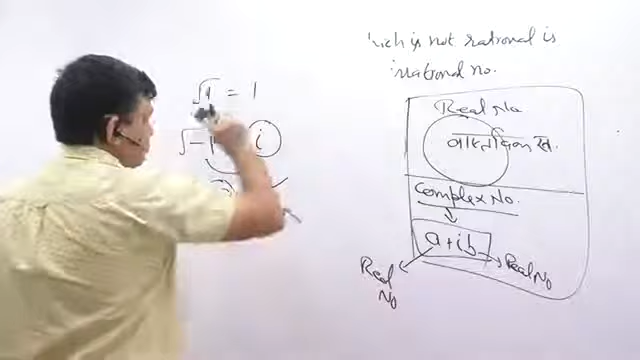 √1 = 1
√-1 i
which is not rational is
irrational no.
Real No
वास्तविक सं.
Complex No.
a+ib
Real
No
Real No